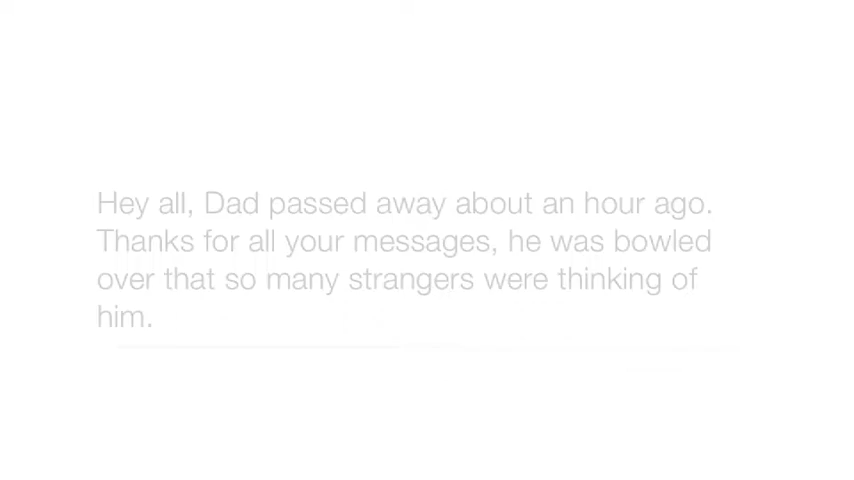 Hey all, Dad passed away about an hour ago.
Thanks for all your messages, he was bowled
over that so many strangers were thinking of
him.